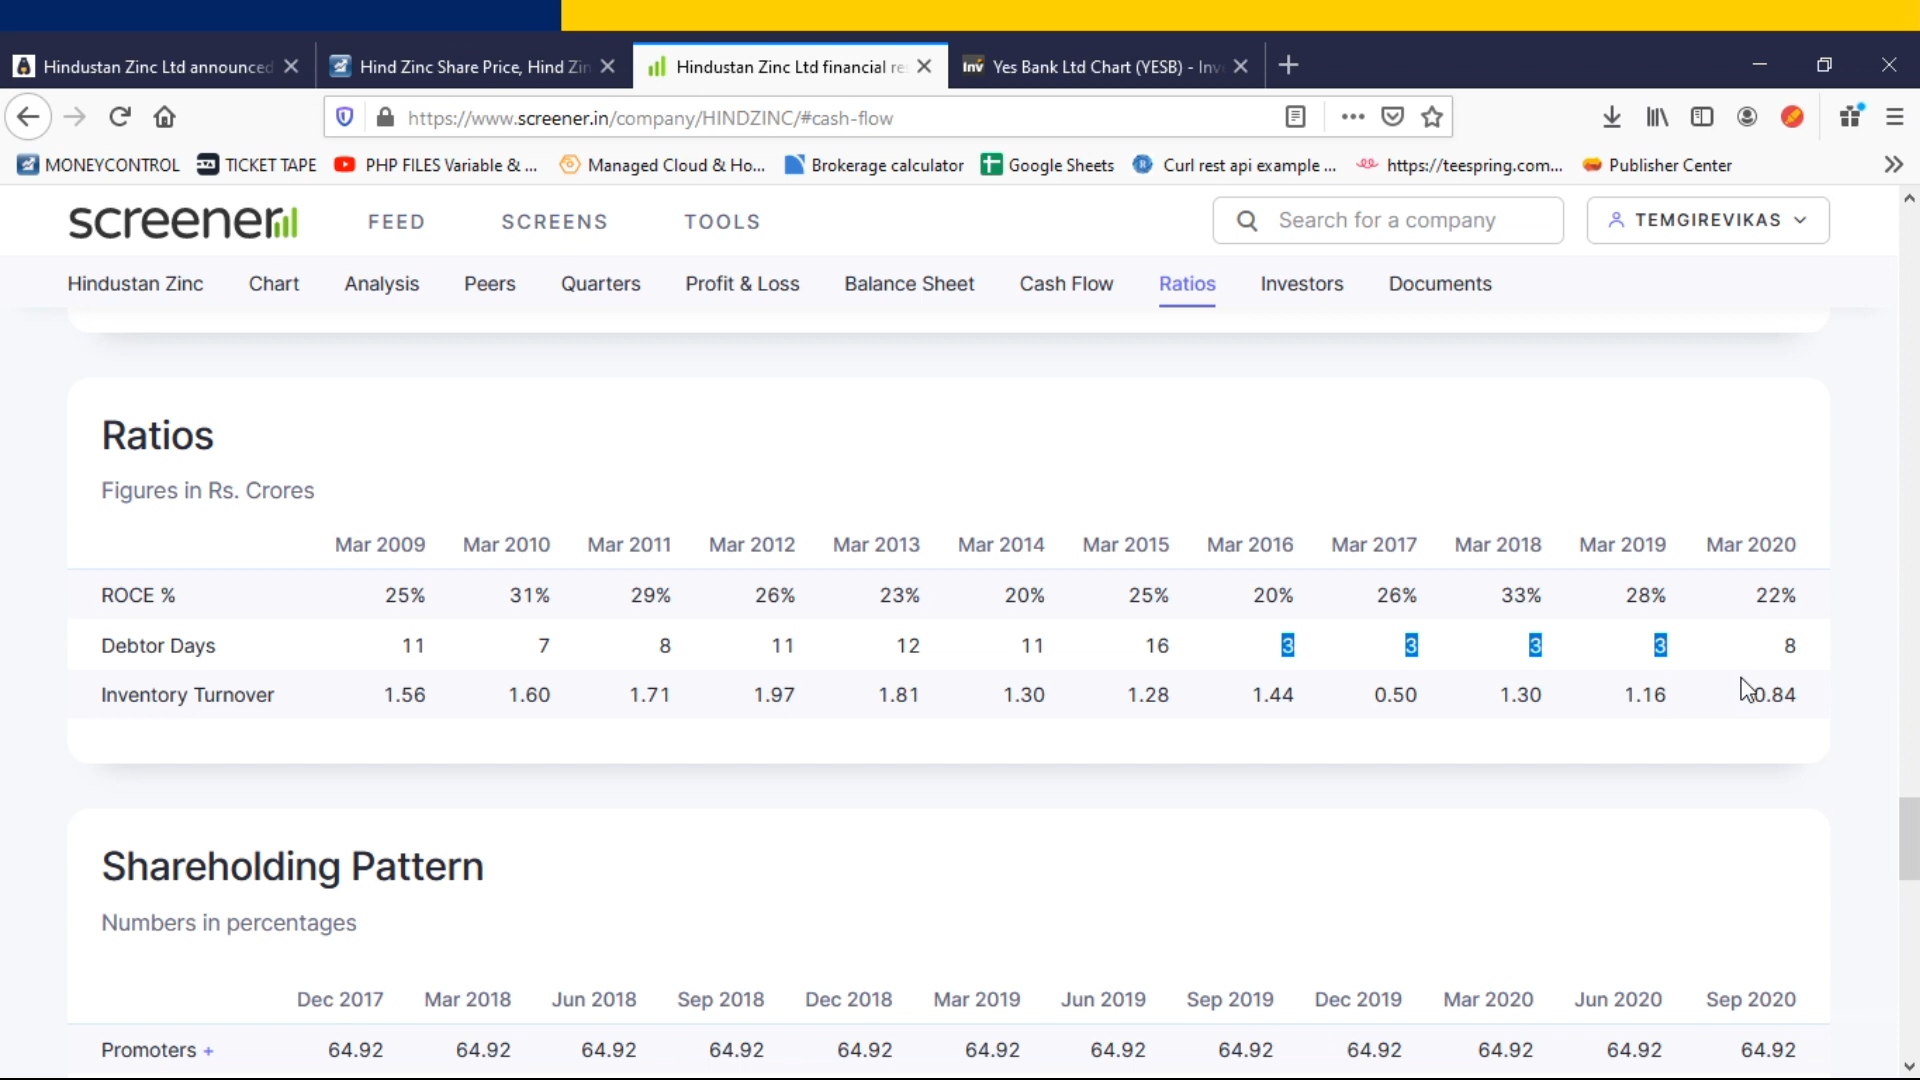 Hindustan Zinc Ltd announced
Hind Zinc Share Price, Hind Zin
Hindustan Zinc Ltd financial re
Inv Yes Bank Ltd Chart (YESB) - Inv
https://www.screener.in/company/HINDZINC/#cash-flow
MONEYCONTROL TICKET TAPE PHP FILES Variable & ... Managed Cloud & Ho... Brokerage calculator Google Sheets Curl rest api example ... https://teespring.com... Publisher Center
screener FEED SCREENS TOOLS Search for a company TEMGIREVIKAS
Hindustan Zinc Chart Analysis Peers Quarters Profit & Loss Balance Sheet Cash Flow Ratios Investors Documents
Ratios
Figures in Rs. Crores
Mar 2009 Mar 2010 Mar 2011 Mar 2012 Mar 2013 Mar 2014 Mar 2015 Mar 2016 Mar 2017 Mar 2018 Mar 2019 Mar 2020
ROCE % 25% 31% 29% 26% 23% 20% 25% 20% 26% 33% 28% 22%
Debtor Days 11 7 8 11 12 11 16 3 3 3 3 8
Inventory Turnover 1.56 1.60 1.71 1.97 1.81 1.30 1.28 1.44 0.50 1.30 1.16 0.84
Shareholding Pattern
Numbers in percentages
Dec 2017 Mar 2018 Jun 2018 Sep 2018 Dec 2018 Mar 2019 Jun 2019 Sep 2019 Dec 2019 Mar 2020 Jun 2020 Sep 2020
Promoters + 64.92 64.92 64.92 64.92 64.92 64.92 64.92 64.92 64.92 64.92 64.92 64.92